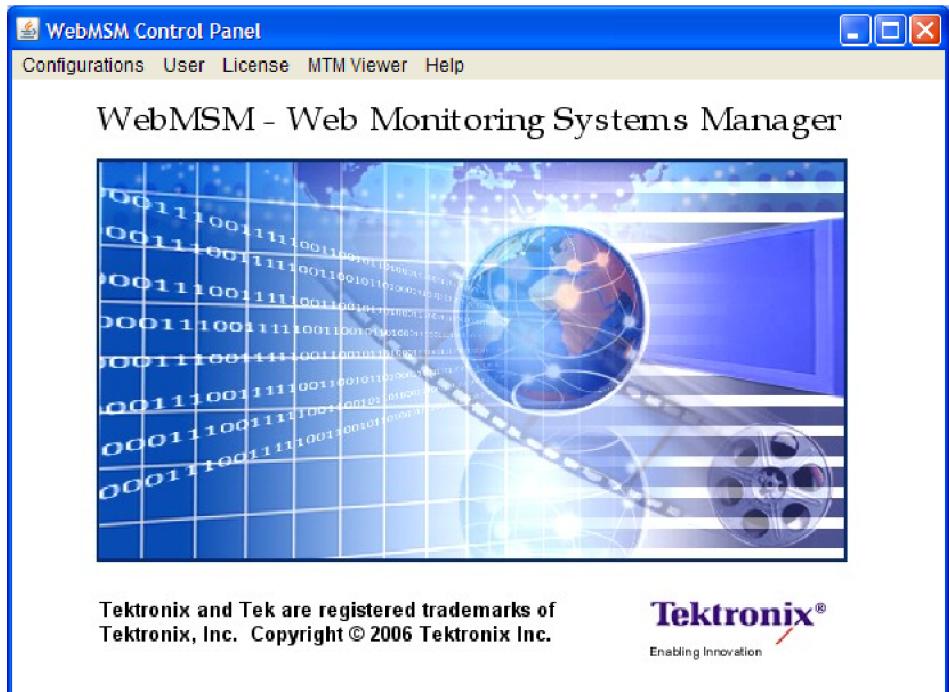 WebMSM Control Panel
Configurations User License MTM Viewer Help
WebMSM - Web Monitoring Systems Manager
Tektronix and Tek are registered trademarks of
Tektronix, Inc. Copyright © 2006 Tektronix Inc.
Tektronix®
Enabling Innovation